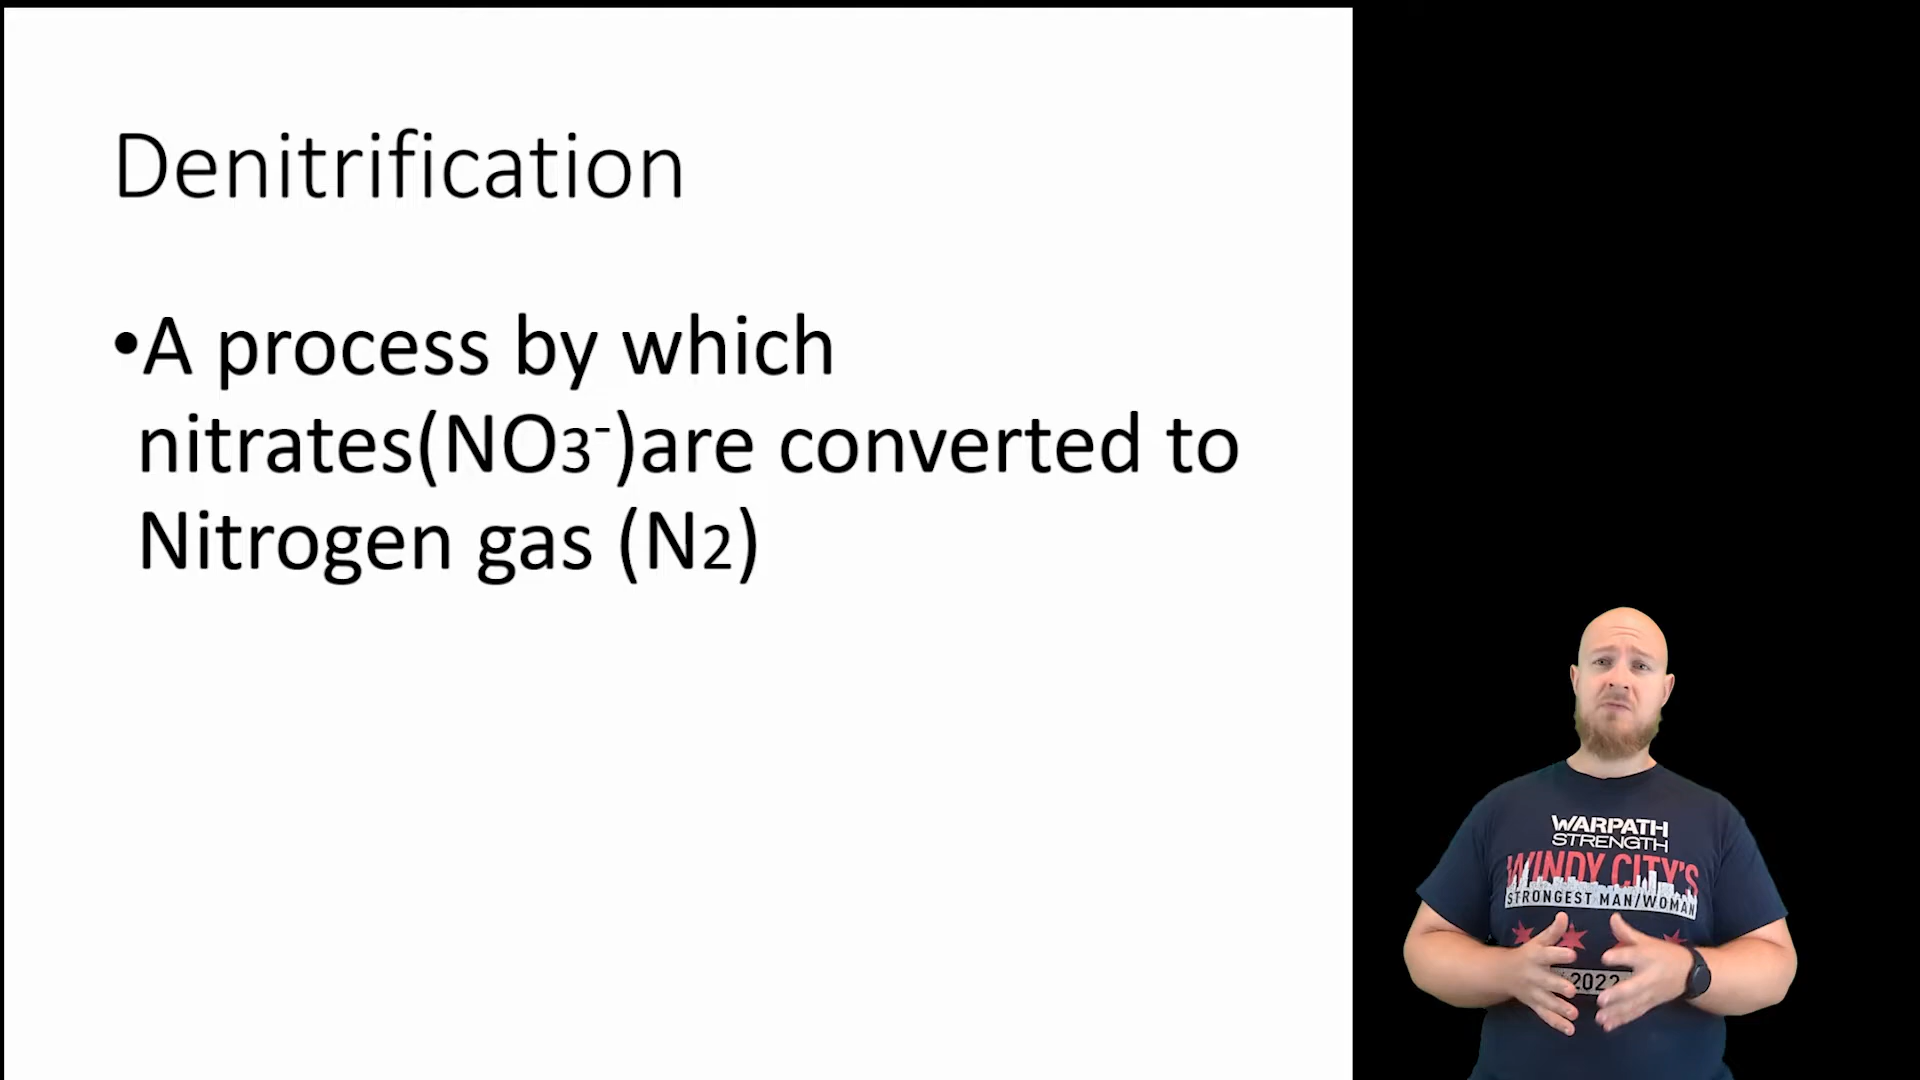 Denitrification
•A process by which
nitrates(NO3⁻)are converted to
Nitrogen gas (N2)
WARPATH
STRENGTH
WINDY CITY'S
STRONGEST MAN/WOMAN
2022